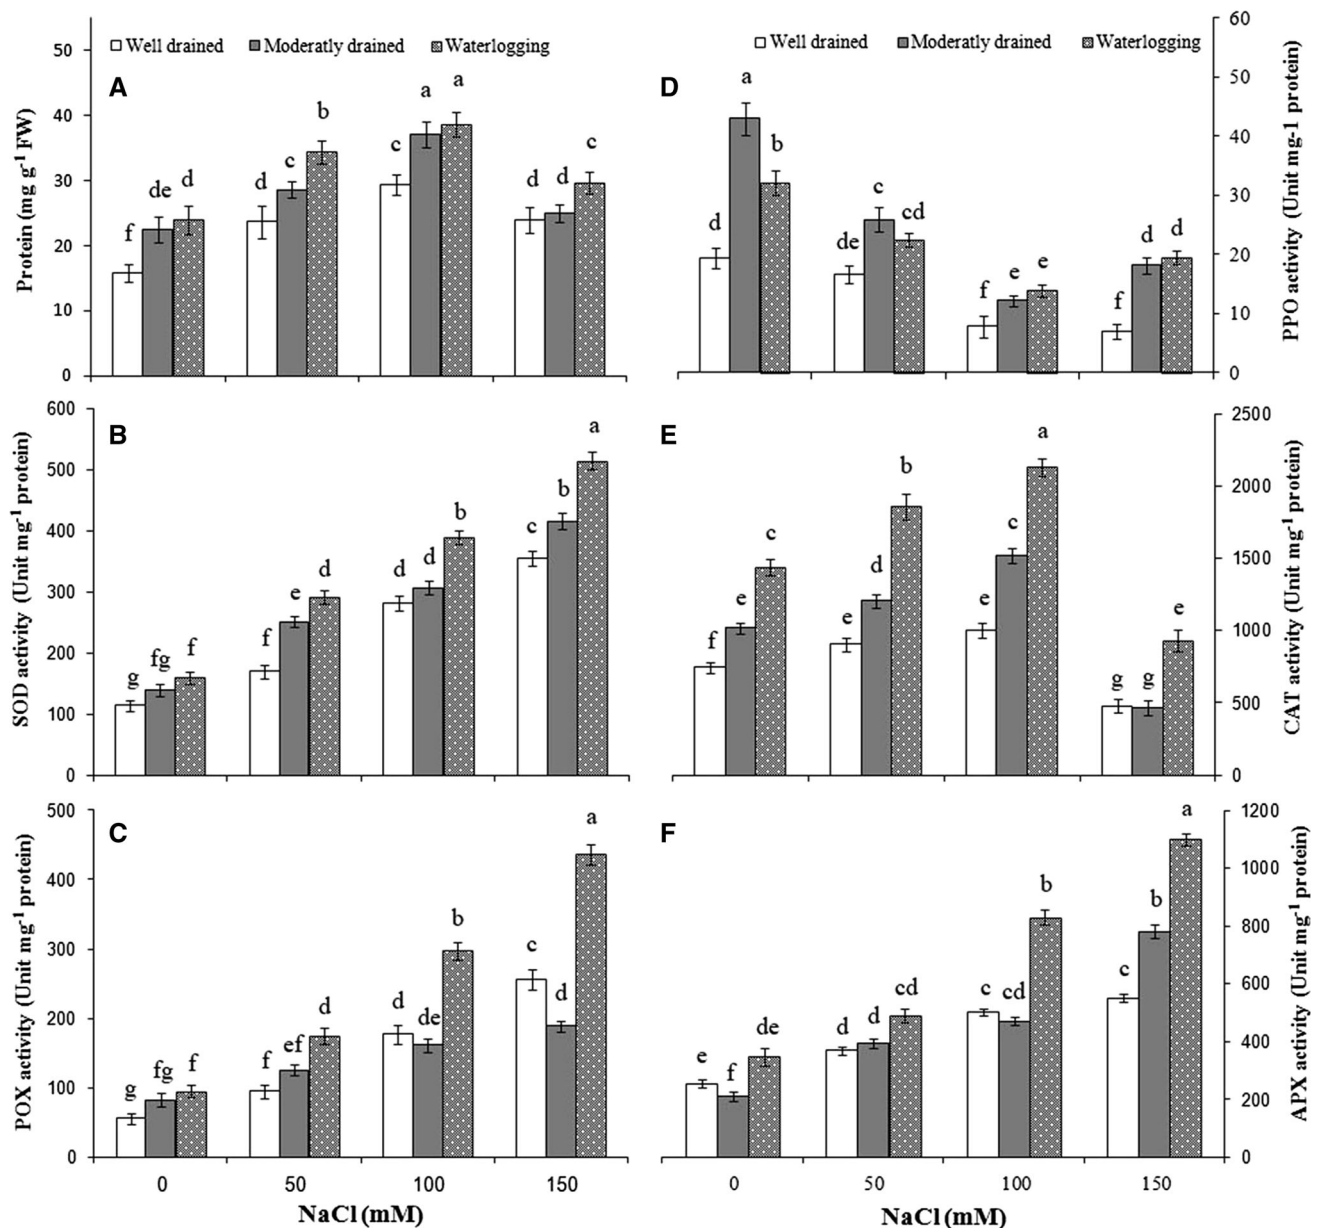 Well drained Moderatly drained Waterlogging
A
Protein (mg g-1 FW)
50
40
30
20
10
0
f de d
d c b
c a a
d d c
Well drained Moderatly drained Waterlogging
D
PPO activity (Unit mg-1 protein)
60
50
40
30
20
10
0
d a b
de c cd
f e e
f d d
B
SOD activity (Unit mg-1 protein)
600
500
400
300
200
100
0
g fg f
f e d
d d b
c b a
E
CAT activity (Unit mg-1 protein)
2500
2000
1500
1000
500
0
f e c
e d b
e c a
g g e
C
POX activity (Unit mg-1 protein)
500
400
300
200
100
0
g fg f
f ef d
d de b
c d a
0 50 100 150
NaCl (mM)
F
APX activity (Unit mg-1 protein)
1200
1000
800
600
400
200
0
e f de
d d cd
c cd b
c b a
0 50 100 150
NaCl (mM)